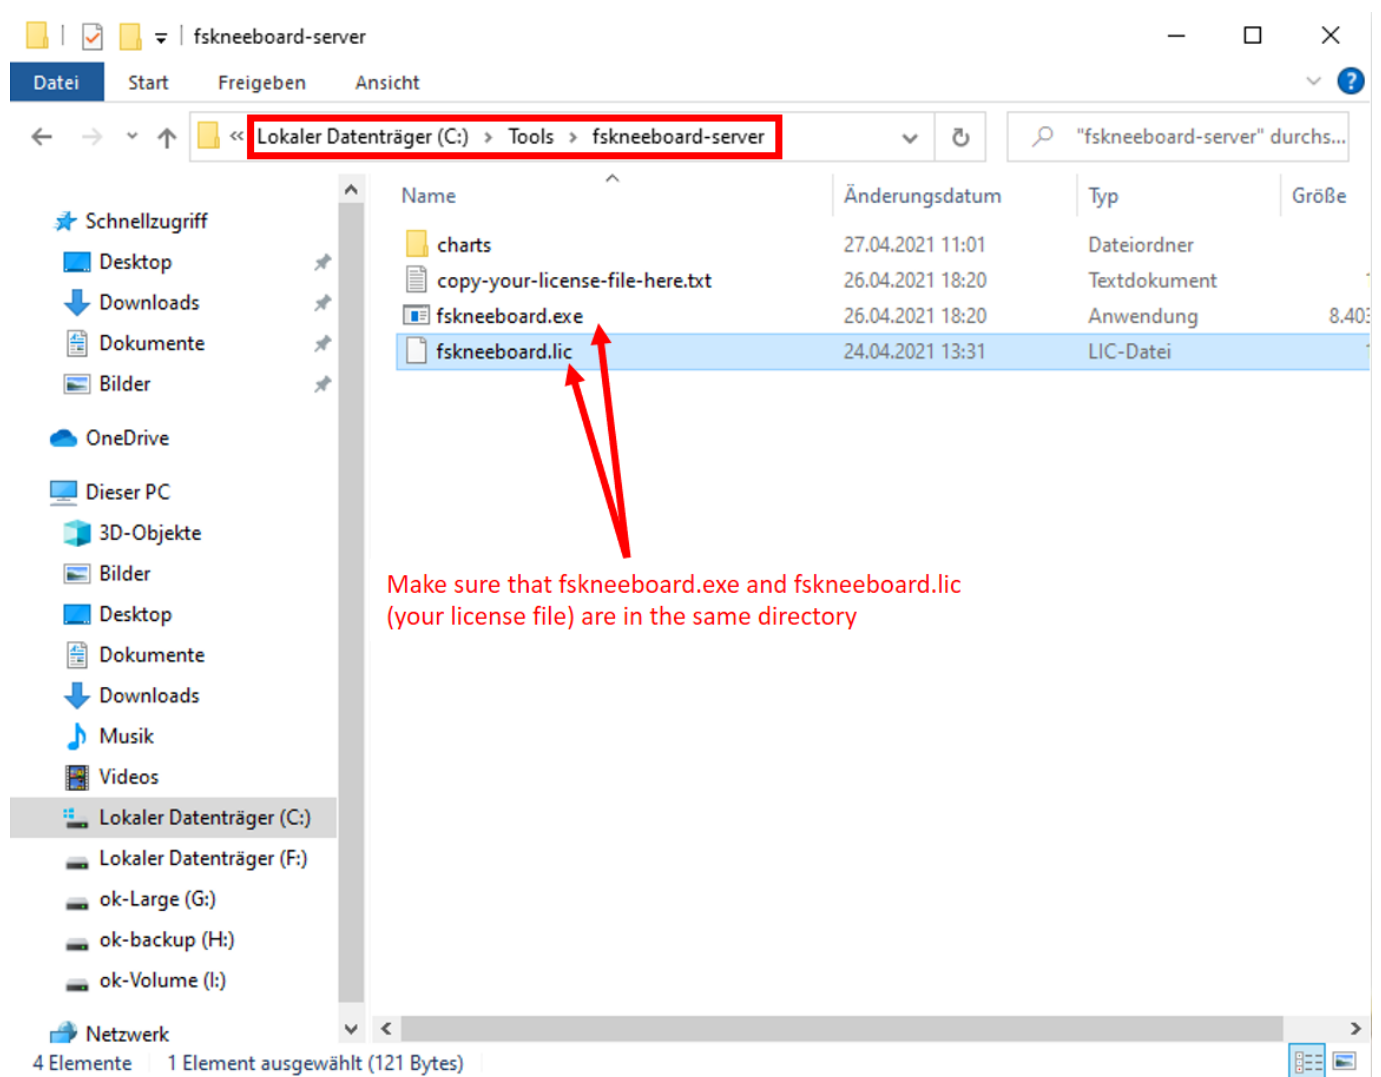 fskneeboard-server
Datei Start Freigeben Ansicht
« Lokaler Datenträger (C:) > Tools > fskneeboard-server
"fskneeboard-server" durchs...
Schnellzugriff
Desktop
Downloads
Dokumente
Bilder
OneDrive
Dieser PC
3D-Objekte
Bilder
Desktop
Dokumente
Downloads
Musik
Videos
Lokaler Datenträger (C:)
Lokaler Datenträger (F:)
ok-Large (G:)
ok-backup (H:)
ok-Volume (I:)
Netzwerk
Name Änderungsdatum Typ Größe
charts 27.04.2021 11:01 Dateiordner
copy-your-license-file-here.txt 26.04.2021 18:20 Textdokument
fskneeboard.exe 26.04.2021 18:20 Anwendung 8.403
fskneeboard.lic 24.04.2021 13:31 LIC-Datei
Make sure that fskneeboard.exe and fskneeboard.lic
(your license file) are in the same directory
4 Elemente 1 Element ausgewählt (121 Bytes)